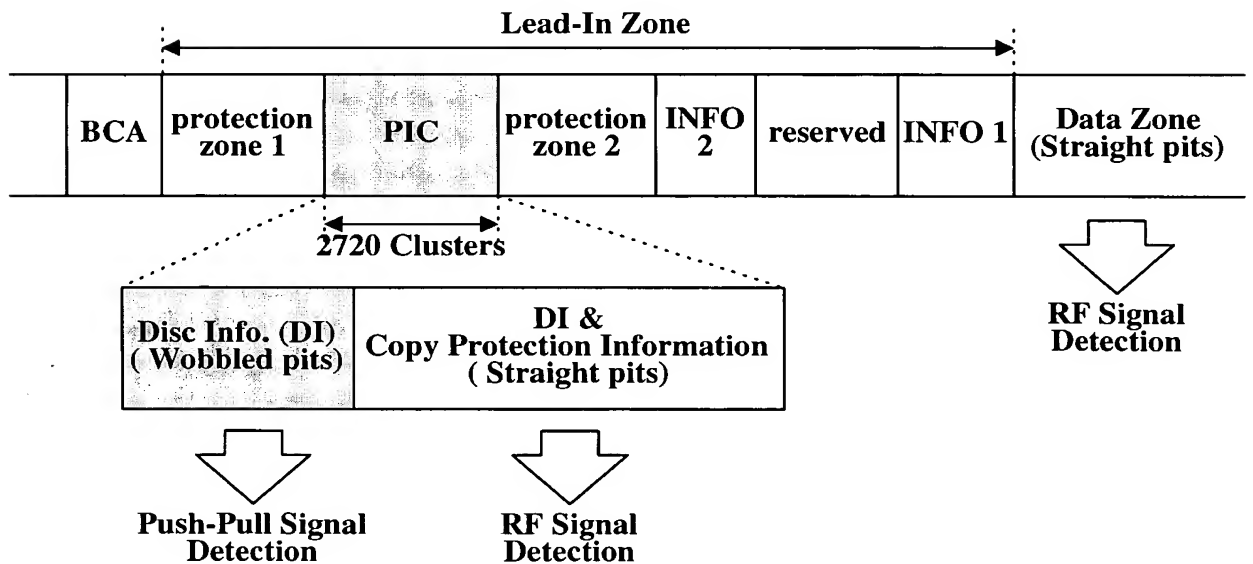 Lead-In Zone
BCA
protection
zone 1
PIC
protection
zone 2
INFO
2
reserved
INFO 1
Data Zone
(Straight pits)
2720 Clusters
Disc Info. (DI)
( Wobbled pits)
DI &
Copy Protection Information
( Straight pits)
RF Signal
Detection
Push-Pull Signal
Detection
RF Signal
Detection